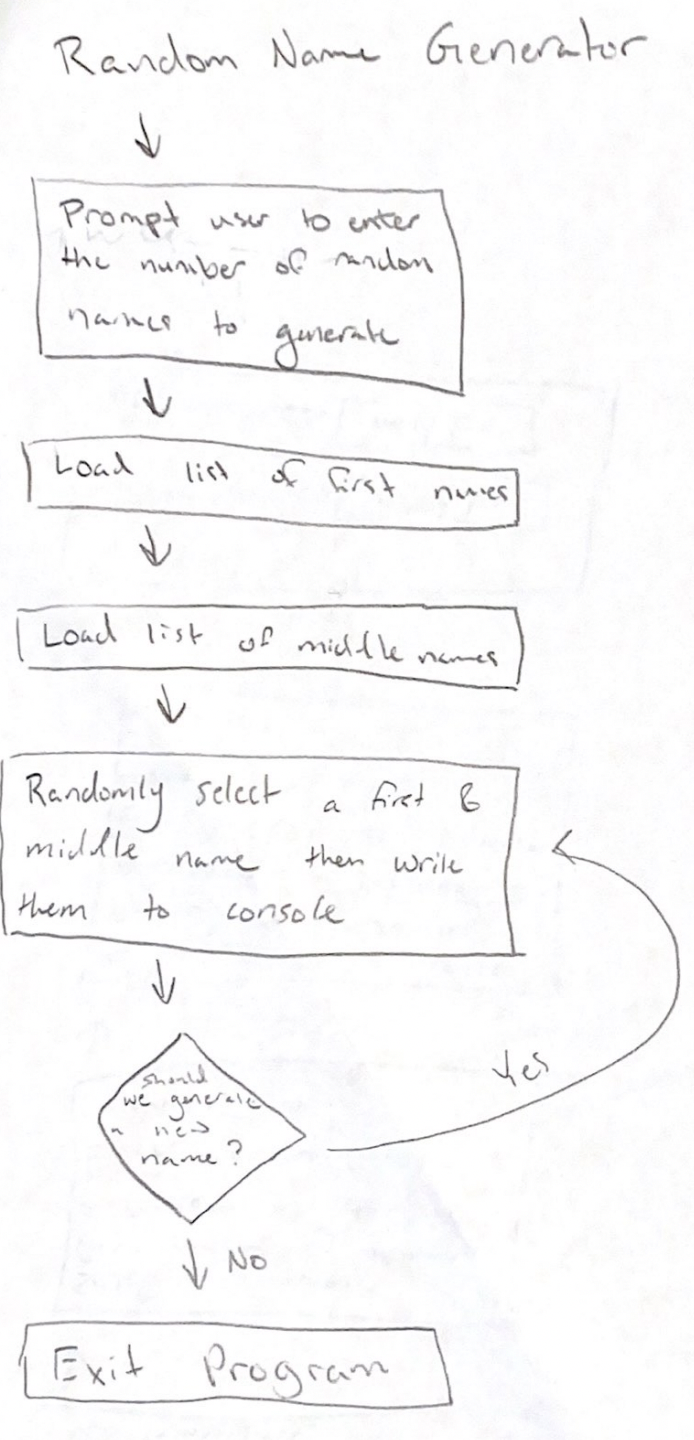 Random Name Generator
Prompt user to enter
the number of random
names to generate
Load list of first names
Load list of middle names
Randomly select a first &
middle name then write
them to console
should
we generate
a new
name?
Yes
No
Exit Program